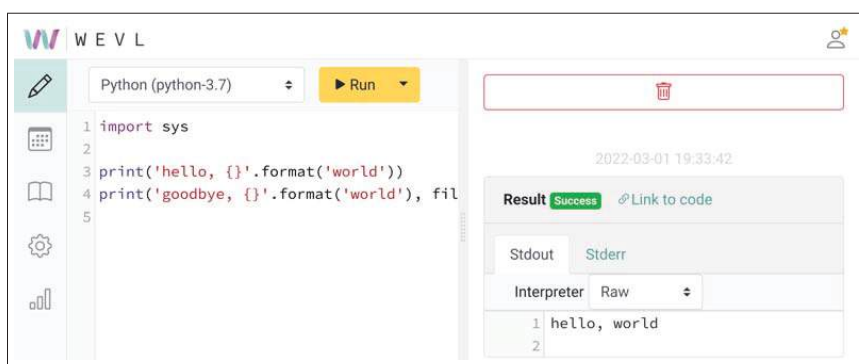 WEVL
Python (python-3.7)
Run
1 import sys
2
3 print('hello, {}'.format('world'))
4 print('goodbye, {}'.format('world'), fil
5
2022-03-01 19:33:42
Result Success Link to code
Stdout Stderr
Interpreter Raw
1 hello, world
2